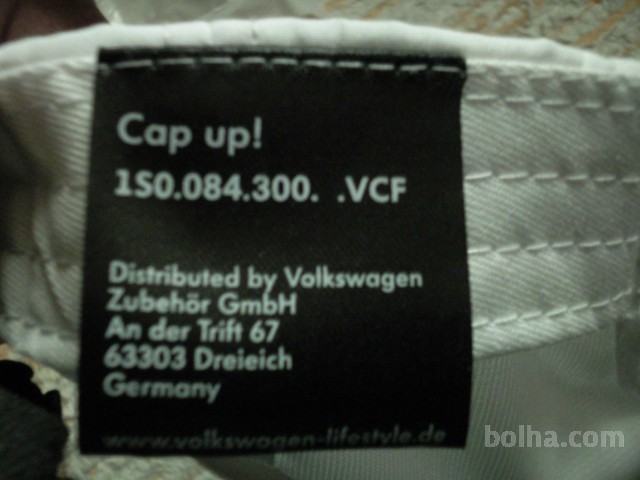 Cap up!
1S0.084.300. .VCF
Distributed by Volkswagen
Zubehör GmbH
An der Trift 67
63303 Dreieich
Germany
www.volkswagen-lifestyle.de
bolha.com